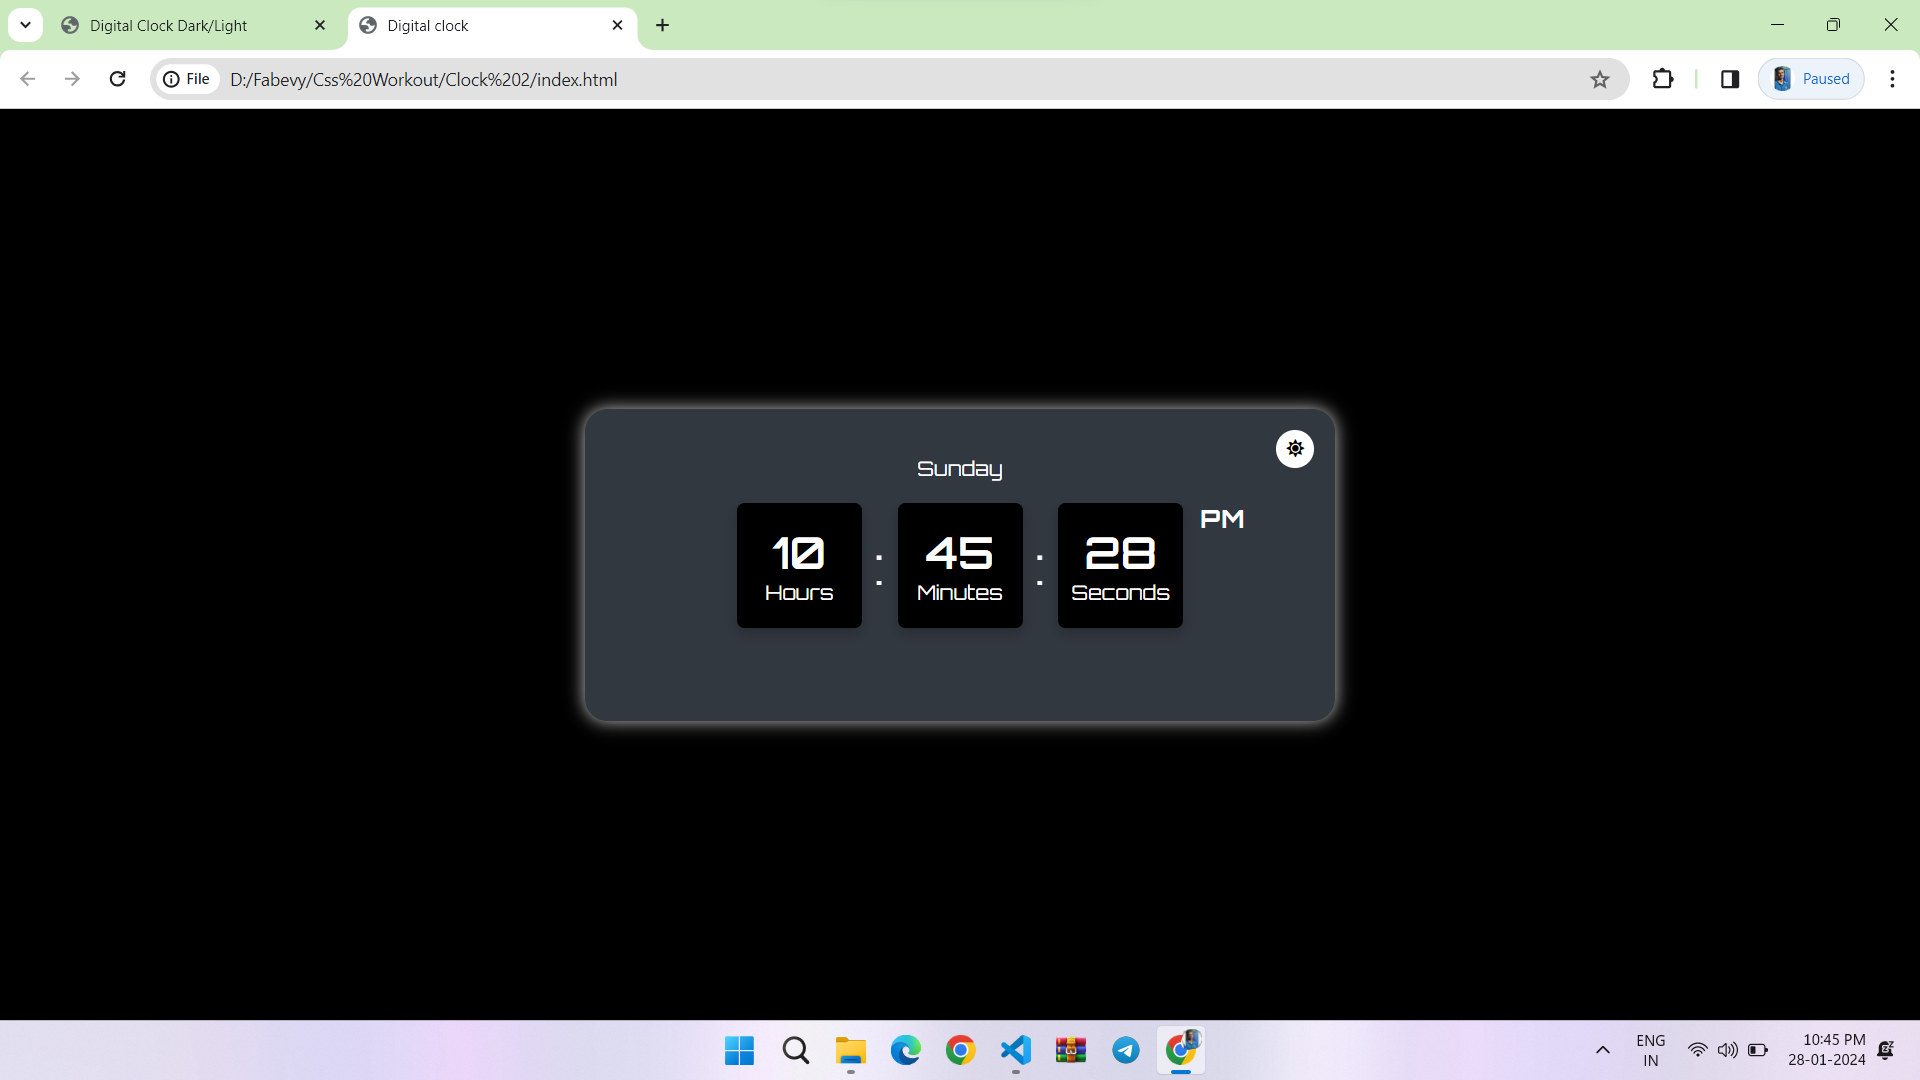 Digital Clock Dark/Light
Digital clock
File
D:/Fabevy/Css%20Workout/Clock%202/index.html
Paused
Sunday
10 : 45 : 28 PM
Hours Minutes Seconds
ENG
IN
10:45 PM
28-01-2024